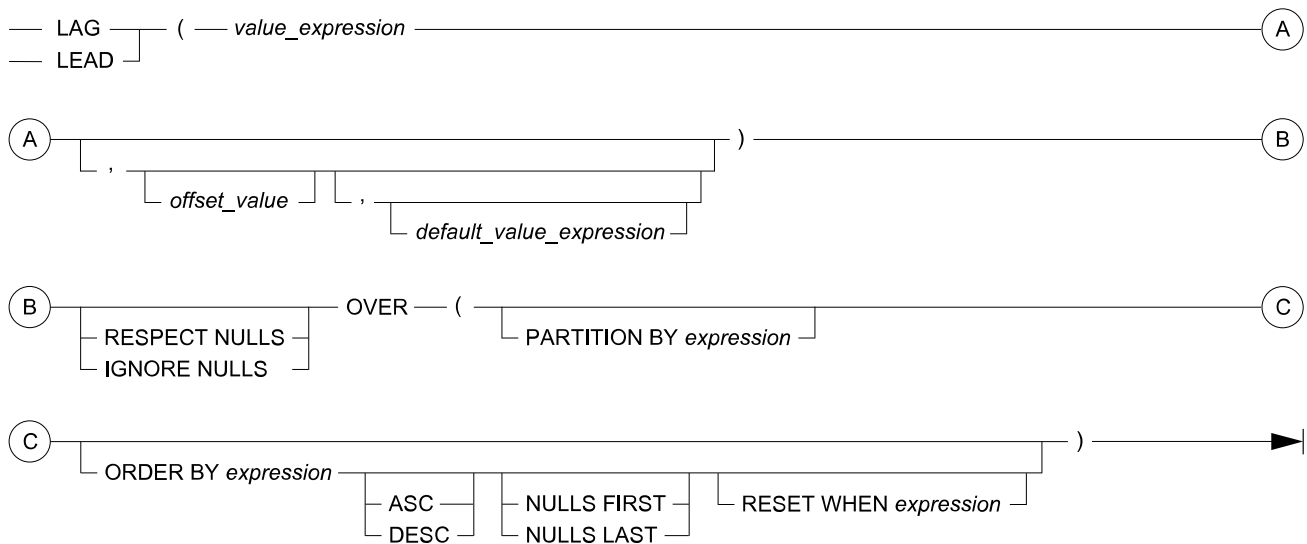 LAG ( value_expression A
LEAD
A , ) B
offset_value ,
default_value_expression
B OVER ( C
RESPECT NULLS PARTITION BY expression
IGNORE NULLS
C )
ORDER BY expression
ASC NULLS FIRST RESET WHEN expression
DESC NULLS LAST